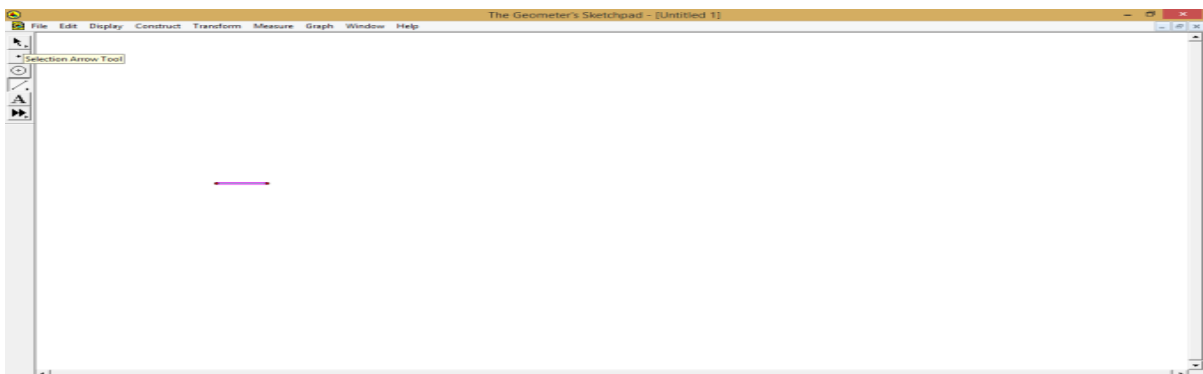 The Geometer's Sketchpad - [Untitled 1]
File Edit Display Construct Transform Measure Graph Window Help
Selection Arrow Tool
A